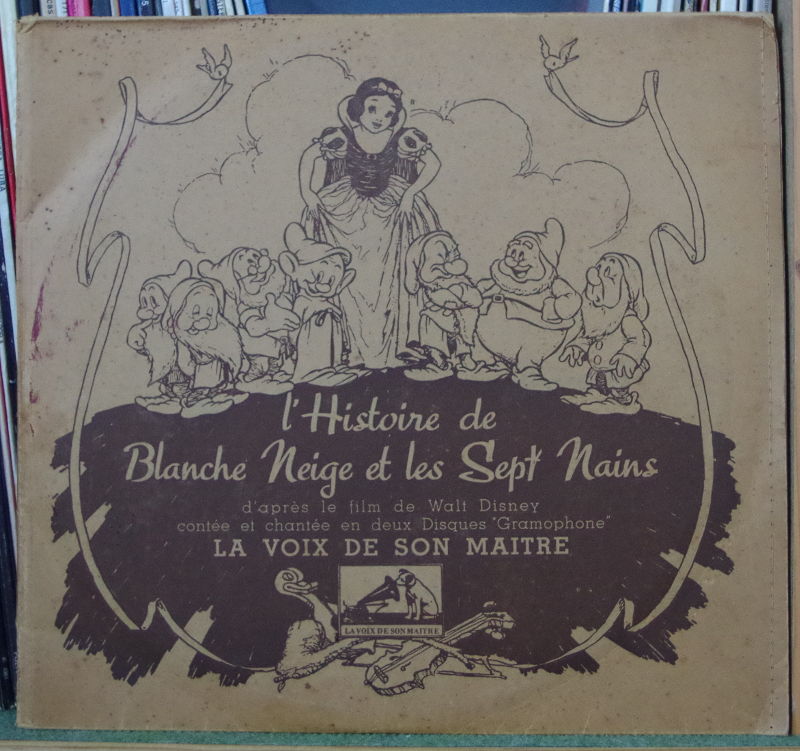 l'Histoire de
Blanche Neige et les Sept Nains
d'après le film de Walt Disney
contée et chantée en deux Disques "Gramophone"
LA VOIX DE SON MAITRE
LA VOIX DE SON MAITRE